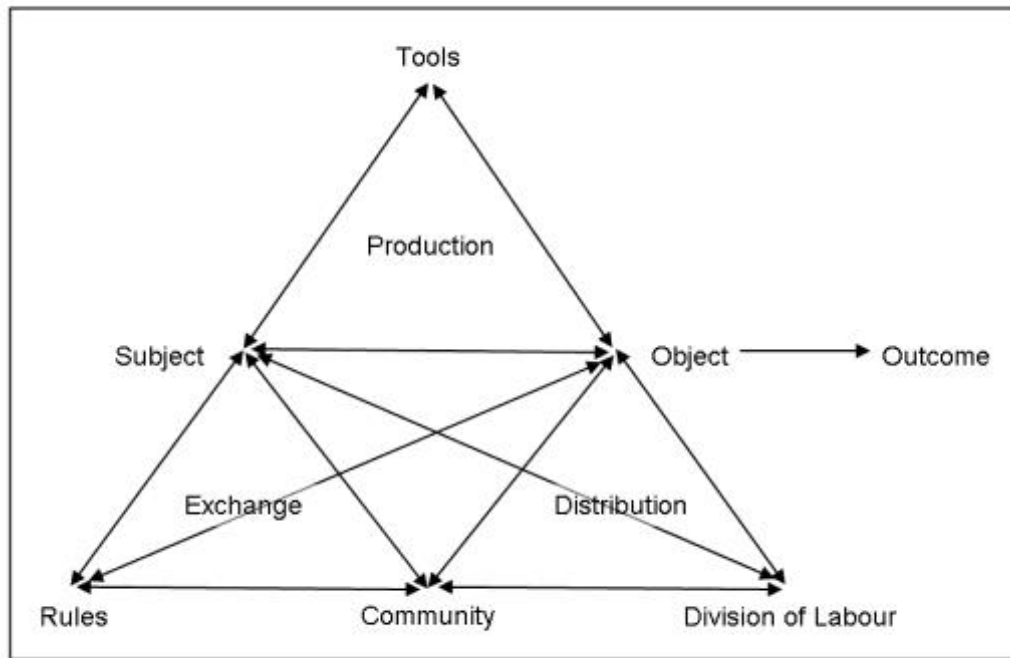 Tools
Production
Subject
Object
Outcome
Exchange
Distribution
Rules
Community
Division of Labour